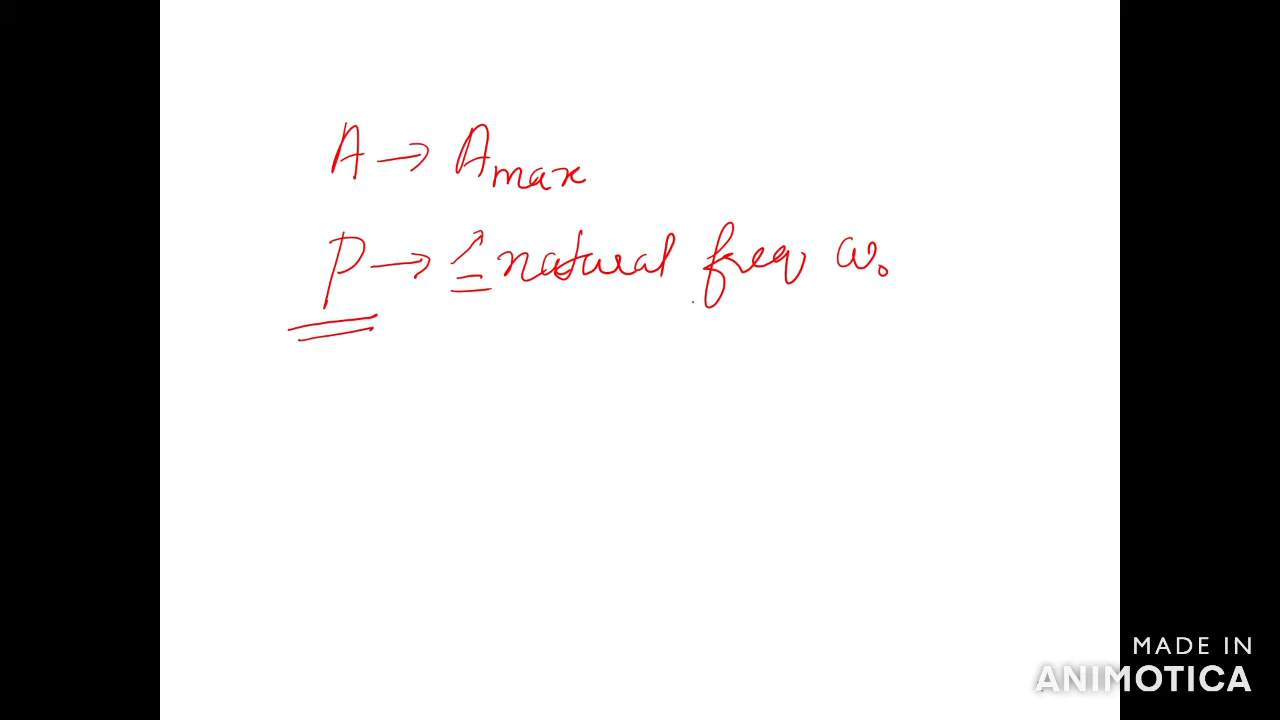 A → Amax
p → natural freq ω₀
MADE IN
ANIMOTICA